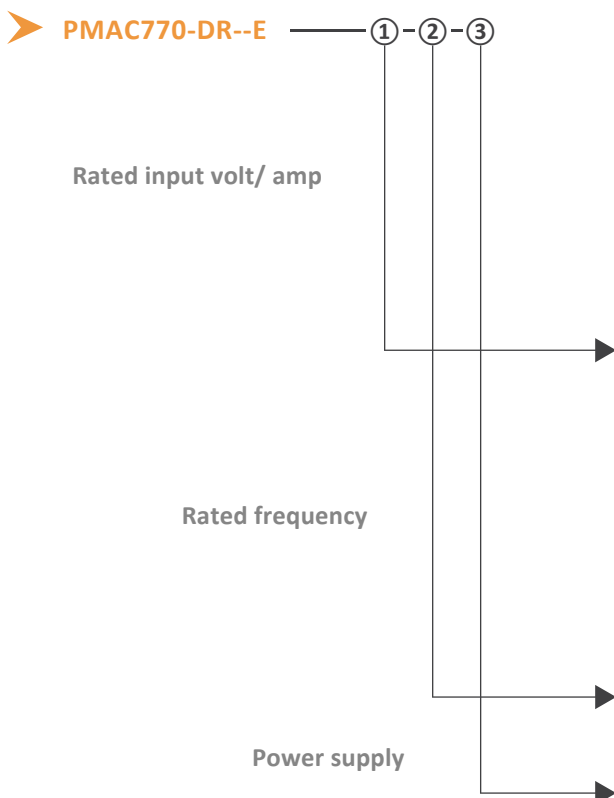 PMAC770-DR--E ① - ② - ③
Rated input volt/ amp
Rated frequency
Power supply